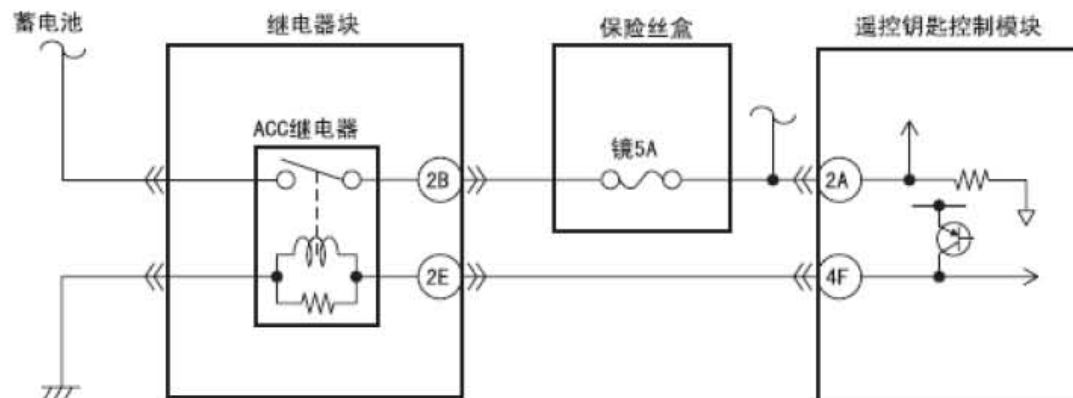 蓄电池
继电器块
保险丝盒
遥控钥匙控制模块
ACC继电器
镜5A
2B
2A
2E
4F